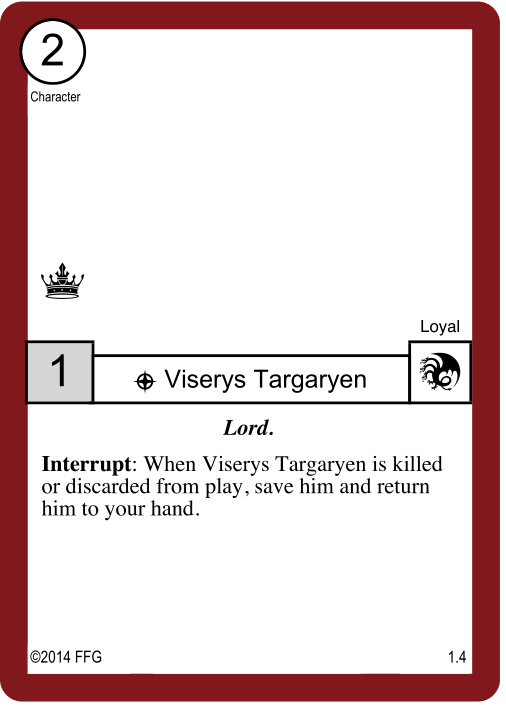 2
Character
Loyal
1
Viserys Targaryen
Lord.
Interrupt: When Viserys Targaryen is killed
or discarded from play, save him and return
him to your hand.
©2014 FFG
1.4